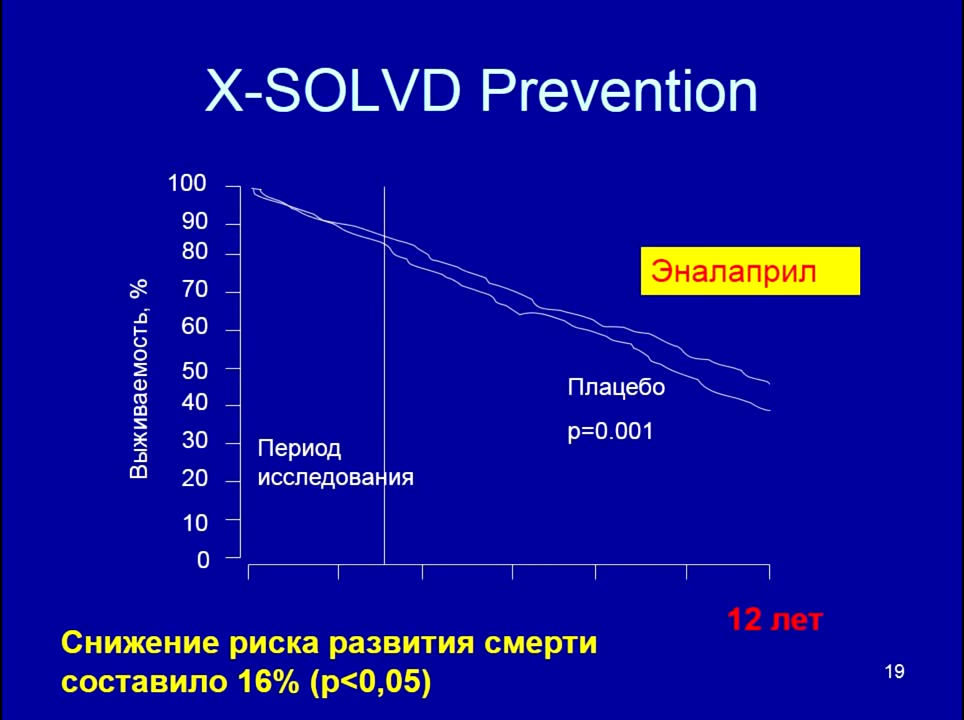 X-SOLVD Prevention
100
90
80
70
60
50
40
30
20
10
0
Выживаемость, %
Эналаприл
Плацебо
p=0.001
Период
исследования
12 лет
Снижение риска развития смерти
составило 16% (p<0,05)
19